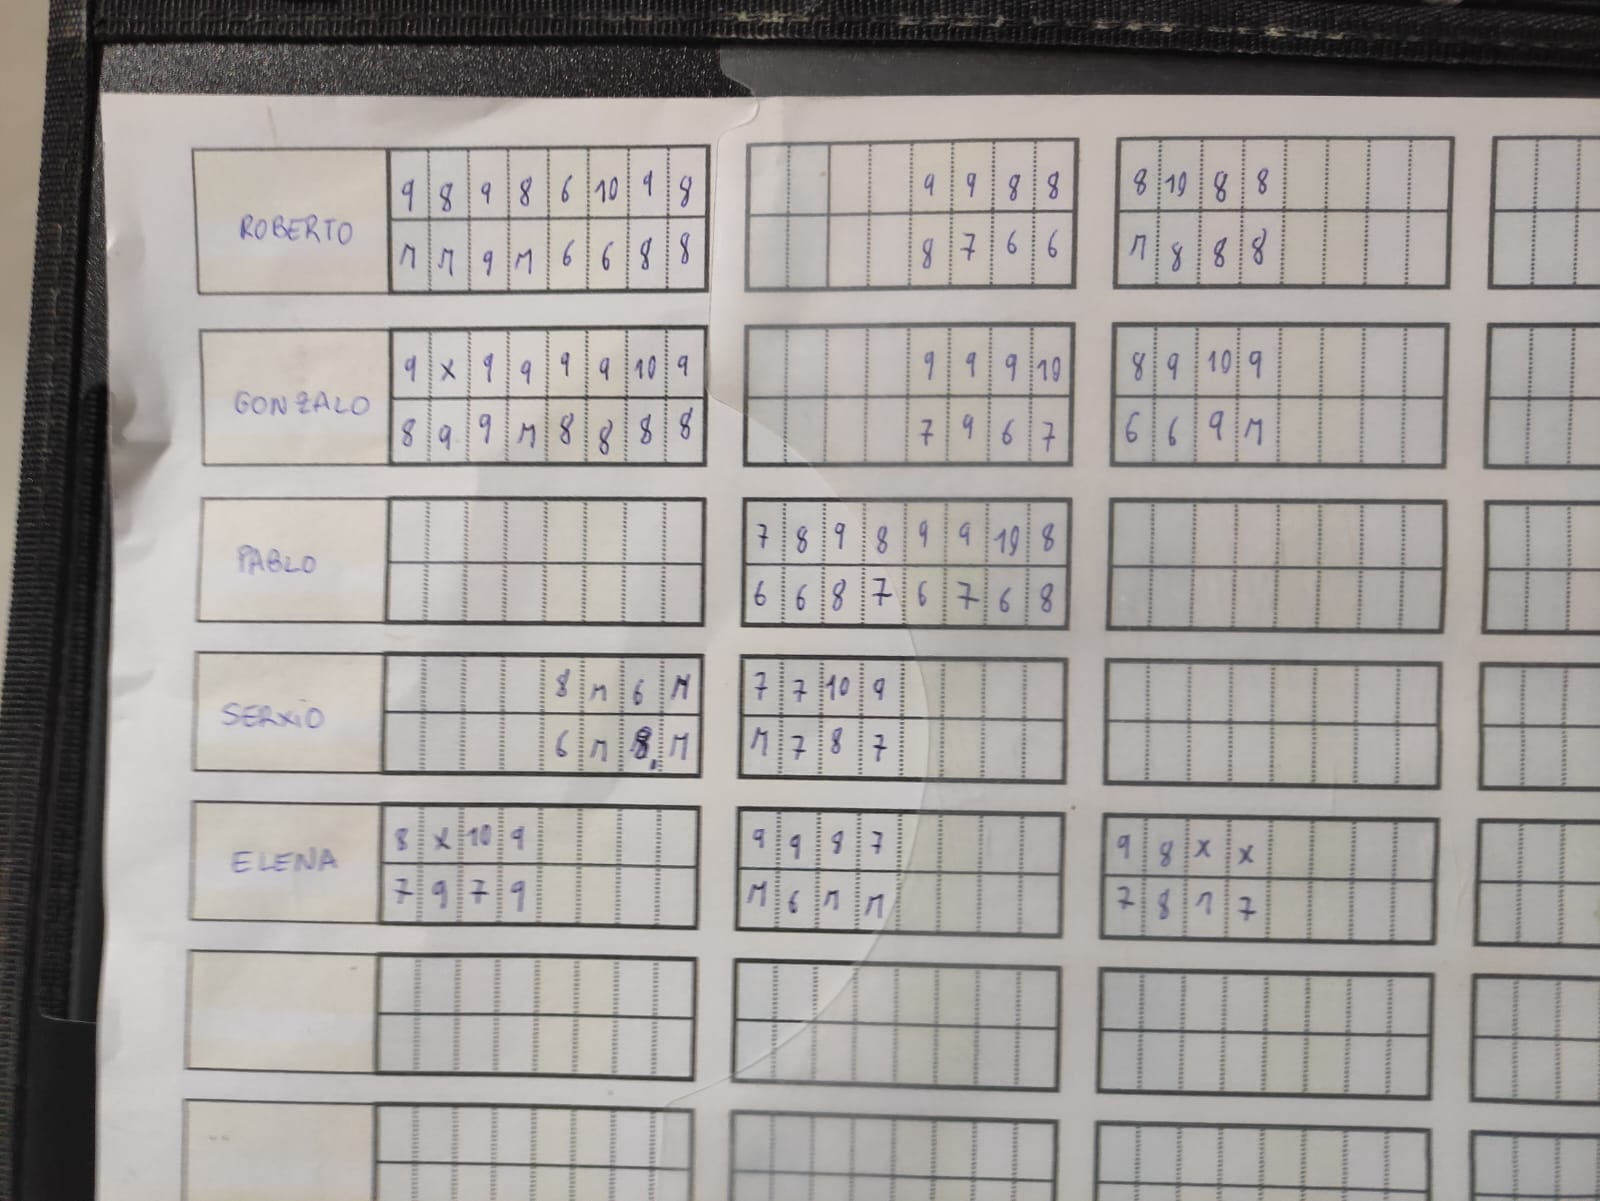 9 8 9 8 6 10 9 8 9 9 8 8 8 10 8 8
ROBERTO
M M 9 M 6 6 8 8 8 7 6 6 M 8 8 8
9 X 9 9 9 9 10 9 9 9 9 10 8 9 10 9
GONZALO
8 9 9 M 8 8 8 8 7 9 6 7 6 6 9 M
7 8 9 8 9 9 10 8
PABLO
6 6 8 7 6 7 6 8
8 M 6 M 7 7 10 9
SERXIO
6 M 8 M M 7 8 7
8 X 10 9 9 9 8 7 9 8 X X
ELENA
7 9 7 9 M 6 M M 7 8 7